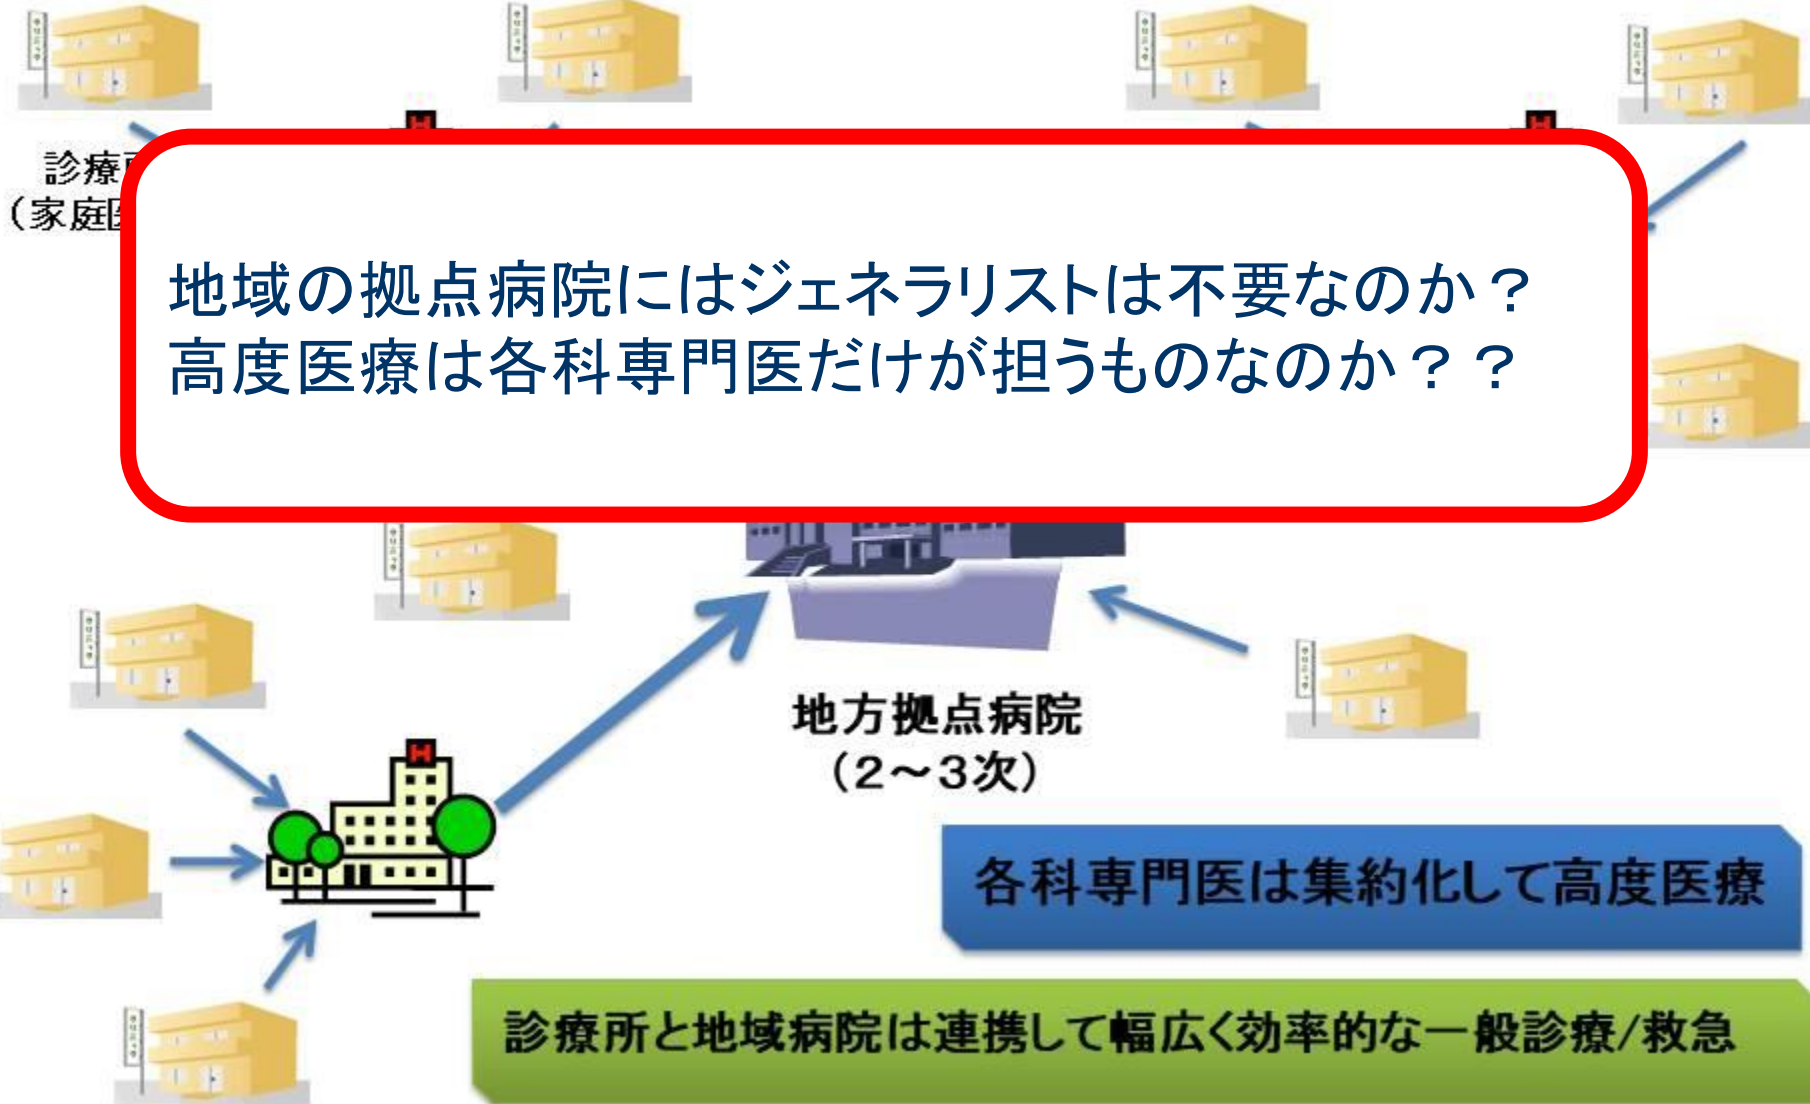 診療
（家庭
地域の拠点病院にはジェネラリストは不要なのか？
高度医療は各科専門医だけが担うものなのか？？
地方拠点病院
（２～３次）
各科専門医は集約化して高度医療
診療所と地域病院は連携して幅広く効率的な一般診療/救急